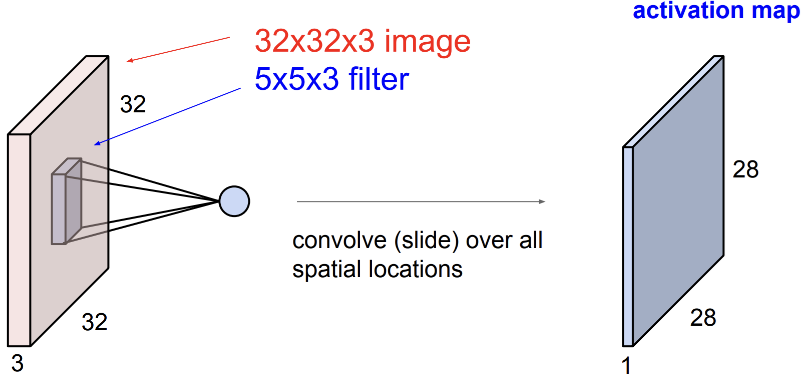 activation map
32x32x3 image
5x5x3 filter
32
28
convolve (slide) over all
spatial locations
32
28
3
1